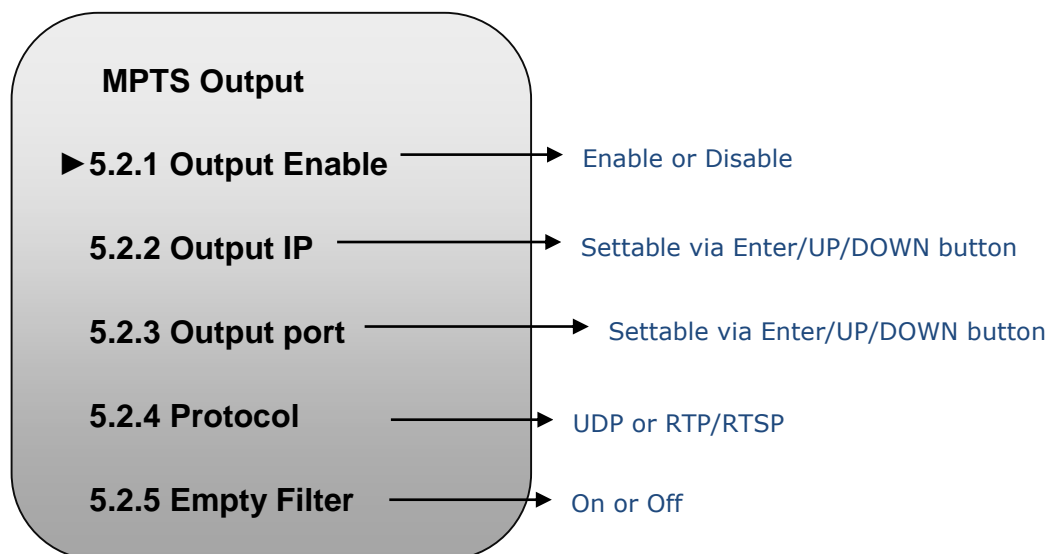 MPTS Output
►5.2.1 Output Enable Enable or Disable
5.2.2 Output IP Settable via Enter/UP/DOWN button
5.2.3 Output port Settable via Enter/UP/DOWN button
5.2.4 Protocol UDP or RTP/RTSP
5.2.5 Empty Filter On or Off